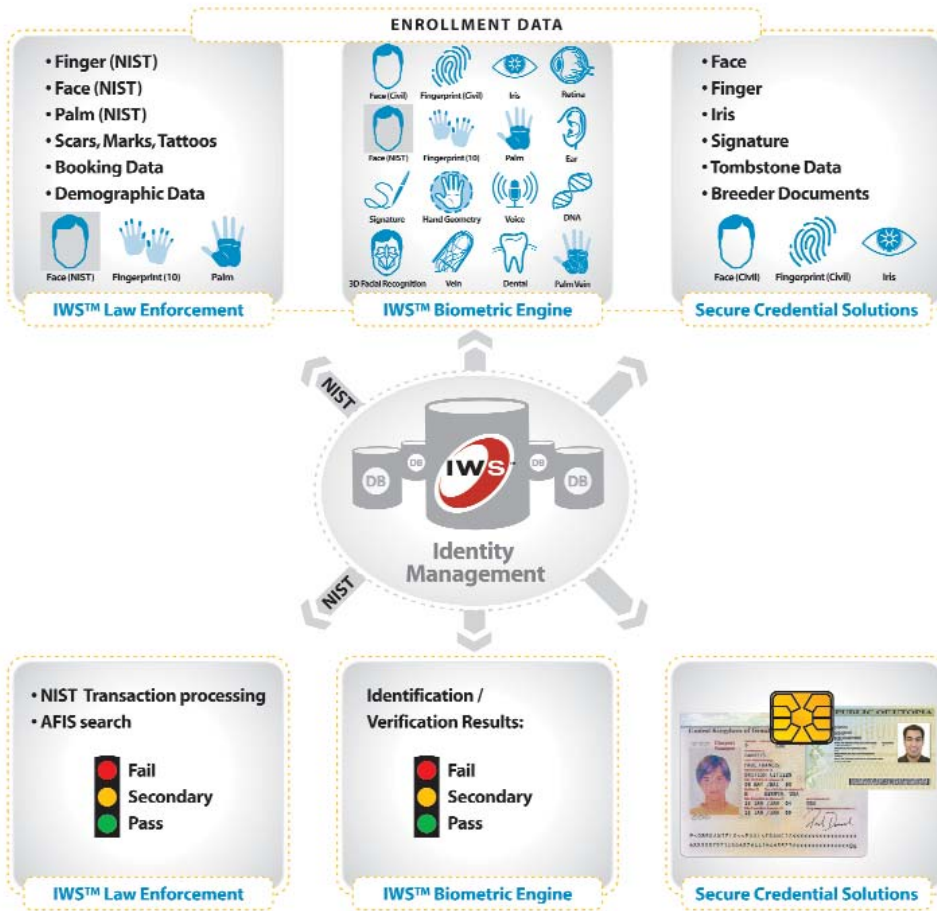 ENROLLMENT DATA
• Finger (NIST)
• Face (NIST)
• Palm (NIST)
• Scars, Marks, Tattoos
• Booking Data
• Demographic Data
Face (NIST) Fingerprint (10) Palm
IWS™ Law Enforcement
Face (Civil) Fingerprint (Civil) Iris Retina
Face (NIST) Fingerprint (10) Palm Ear
Signature Hand Geometry Voice DNA
3D Facial Recognition Vein Dental Palm Vein
IWS™ Biometric Engine
• Face
• Finger
• Iris
• Signature
• Tombstone Data
• Breeder Documents
Face (Civil) Fingerprint (Civil) Iris
Secure Credential Solutions
NIST
DB DB IWS DB DB
Identity
Management
NIST
• NIST Transaction processing
• AFIS search
Fail
Secondary
Pass
IWS™ Law Enforcement
Identification /
Verification Results:
Fail
Secondary
Pass
IWS™ Biometric Engine
PUBLIC OF UTOPIA
BRITISH CITIZEN
Secure Credential Solutions